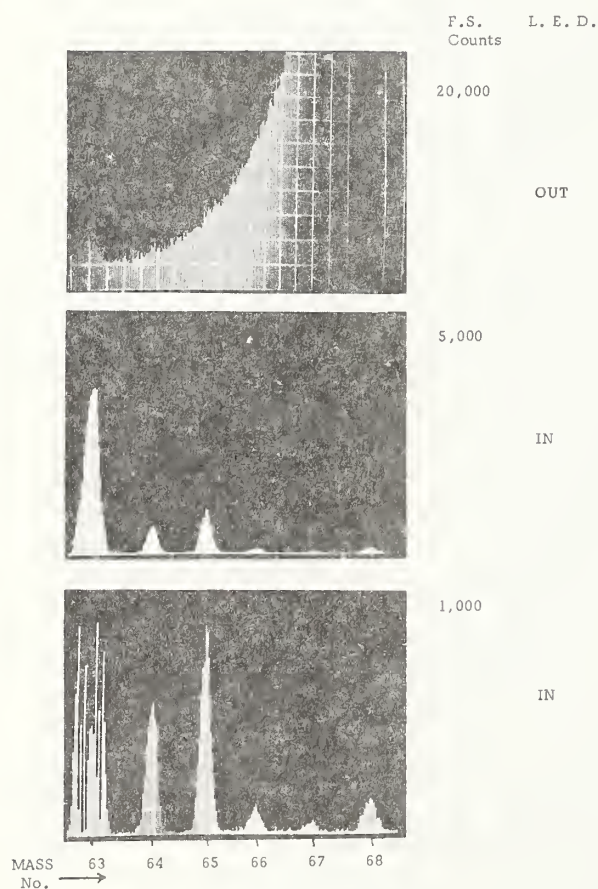 F.S. L. E. D.
Counts
20,000
OUT
5,000
IN
1,000
IN
63 64 65 66 67 68
MASS
No.